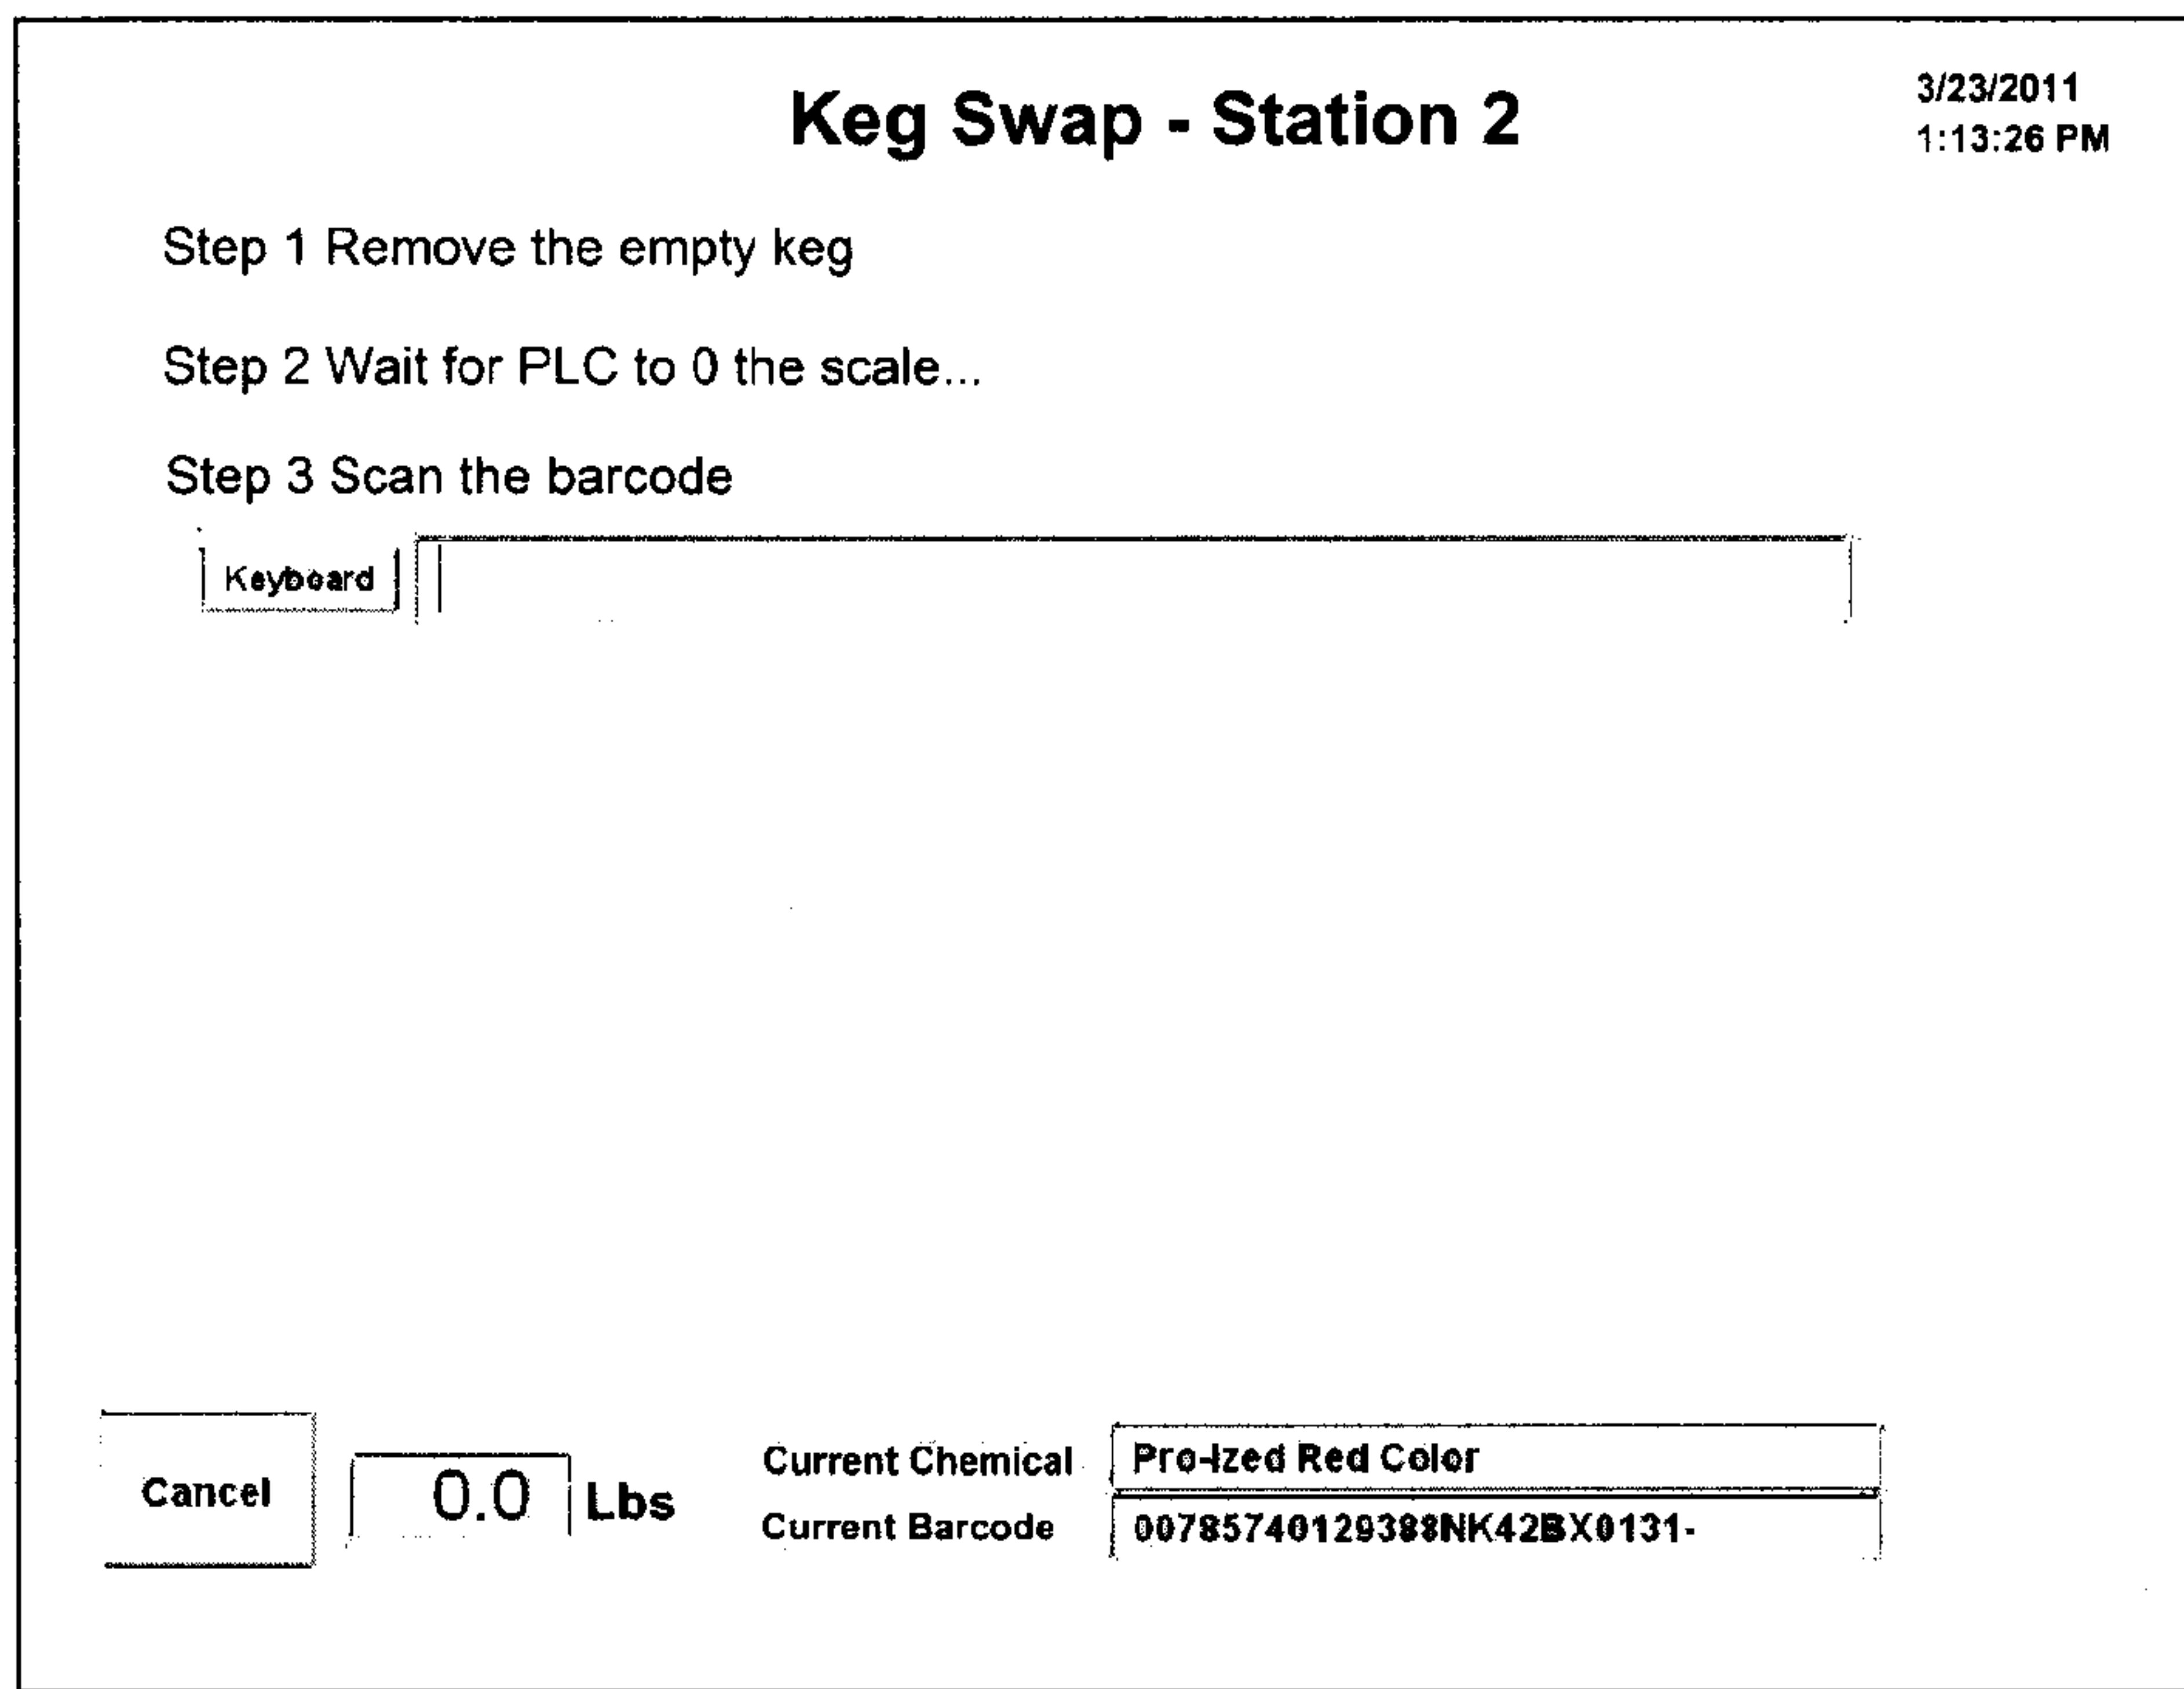 Keg Swap - Station 2
3/23/2011
1:13:26 PM
Step 1 Remove the empty keg
Step 2 Wait for PLC to 0 the scale...
Step 3 Scan the barcode
Keyboard
Cancel
0.0 Lbs
Current Chemical Pro-Ized Red Color
Current Barcode 00785740129388NK42BX0131-